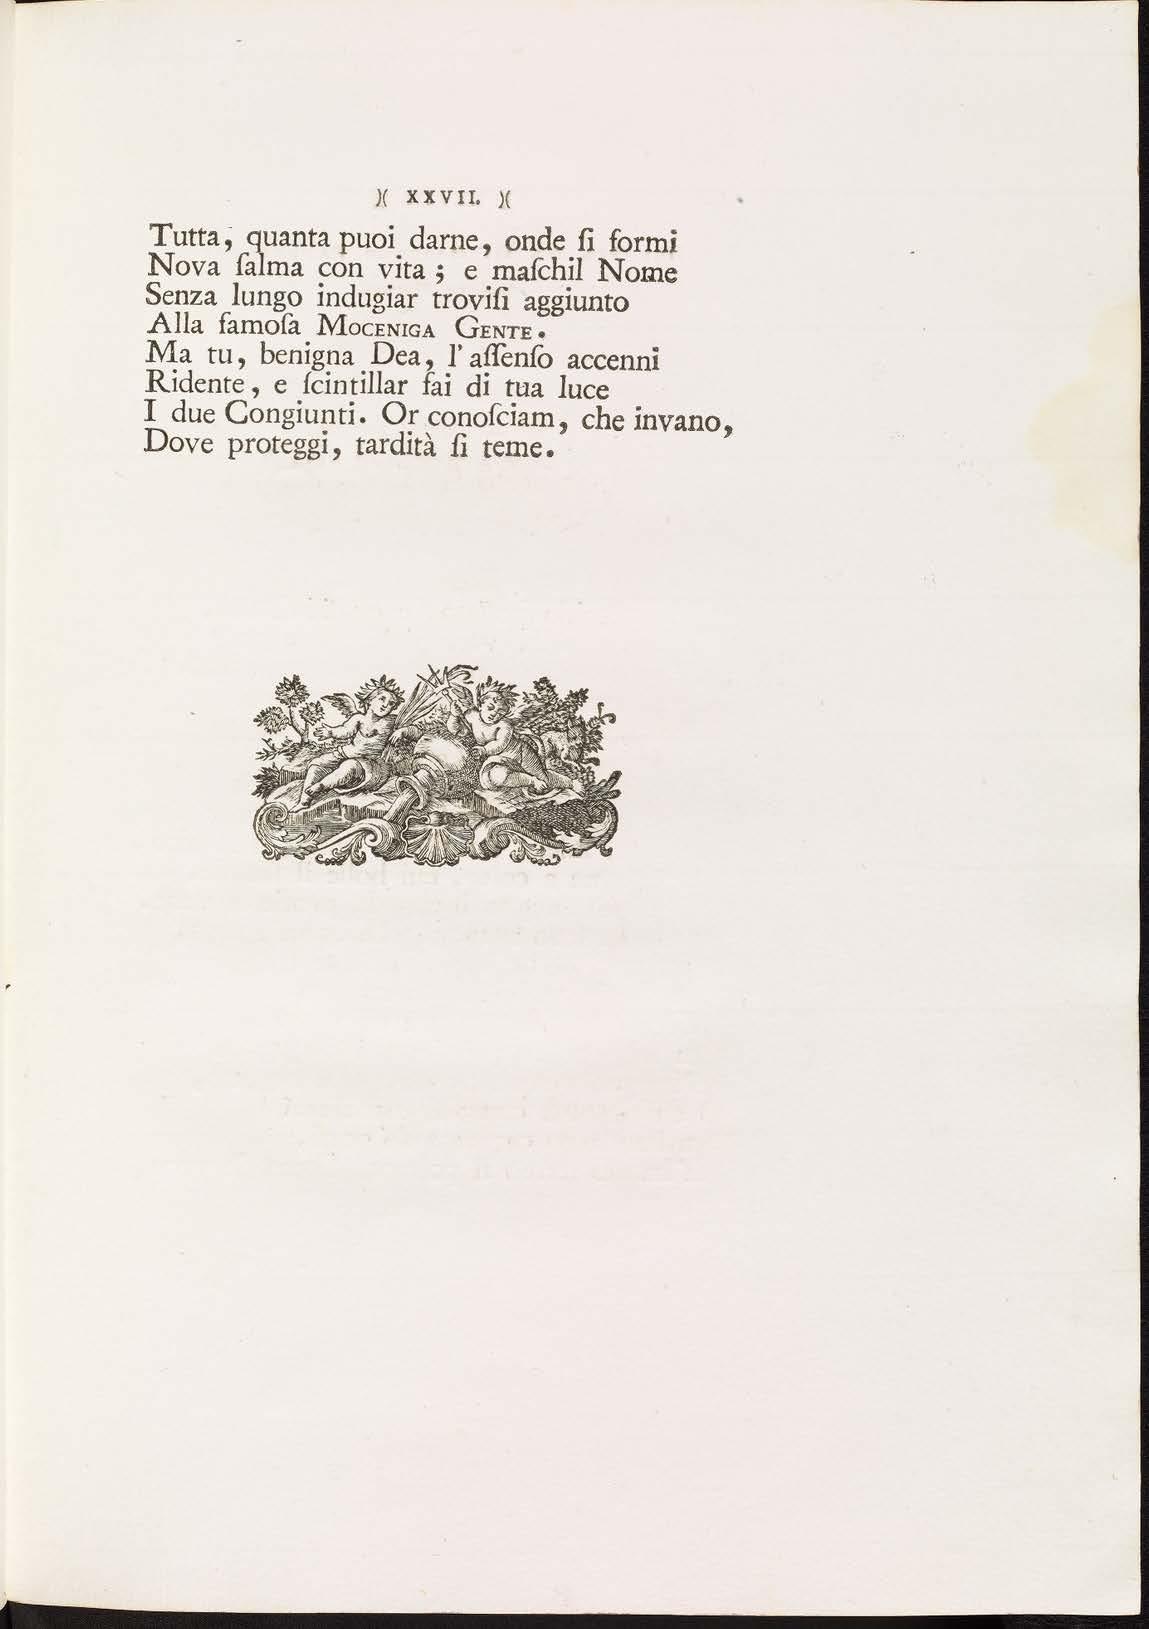 )( XXVII. )(
Tutta, quanta puoi darne, onde ſi formi
Nova ſalma con vita; e maſchil Nome
Senza lungo indugiar troviſi aggiunto
Alla famoſa MOCENIGA GENTE.
Ma tu, benigna Dea, l'aſſenſo accenni
Ridente, e ſcintillar fai di tua luce
I due Congiunti. Or conoſciam, che invano,
Dove proteggi, tardità ſi teme.